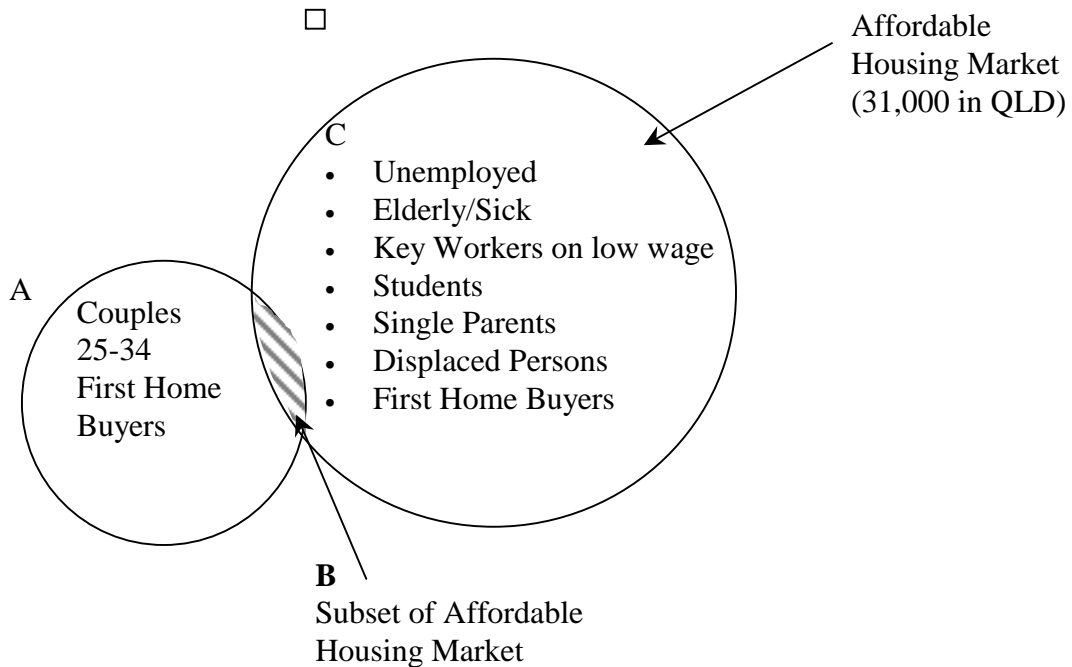 Affordable
Housing Market
(31,000 in QLD)
C
• Unemployed
• Elderly/Sick
• Key Workers on low wage
• Students
• Single Parents
• Displaced Persons
• First Home Buyers
A
Couples
25-34
First Home
Buyers
B
Subset of Affordable
Housing Market